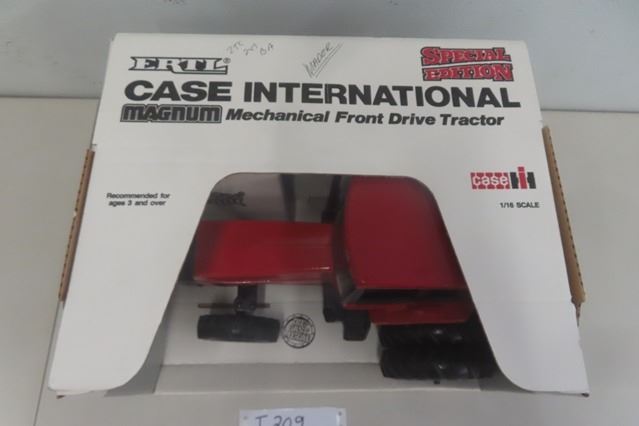 ERTL®
SPECIAL
EDITION
CASE INTERNATIONAL
MAGNUM Mechanical Front Drive Tractor
Recommended for
ages 3 and over
case IH
1/16 SCALE
T 209